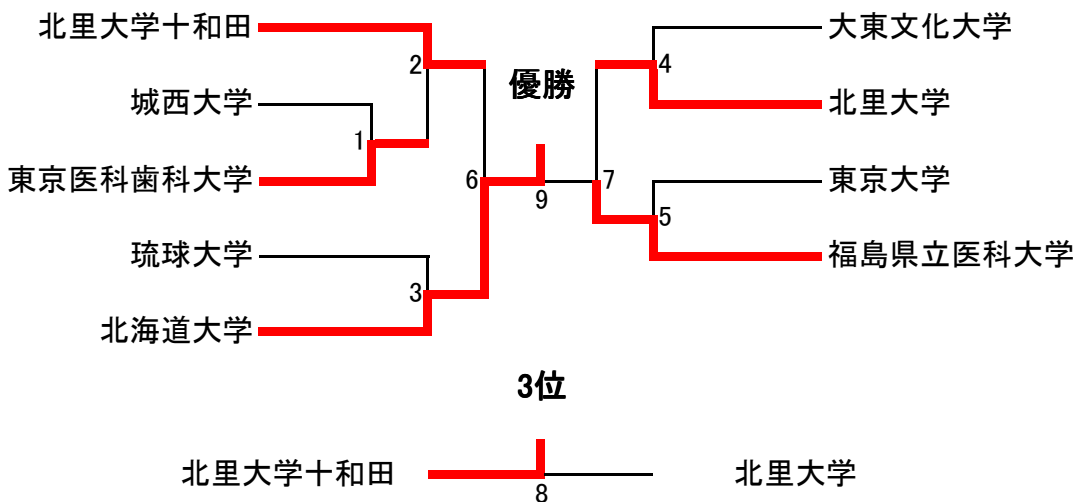 北里大学十和田
大東文化大学
2
4
優勝
城西大学
北里大学
1
東京医科歯科大学
6
7
東京大学
9
5
琉球大学
福島県立医科大学
3
北海道大学
3位
北里大学十和田
北里大学
8